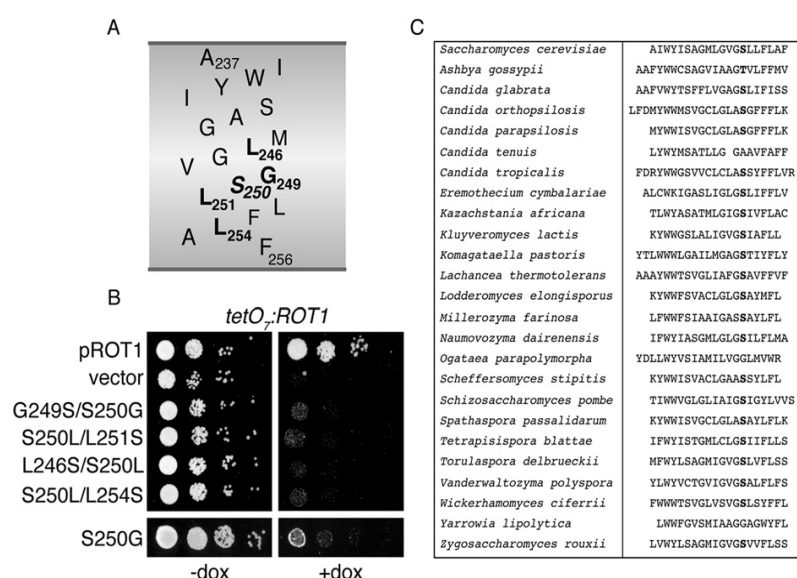 A
A237
Y W I
I S
G A
M
L246
V G
G249
S250
L251
L
F
L254
A
F256
B
tetO7:ROT1
pROT1
vector
G249S/S250G
S250L/L251S
L246S/S250L
S250L/L254S
S250G
-dox +dox
C
Saccharomyces cerevisiae AIWYISAGMLGVGSLLFLAF
Ashbya gossypii AAFYWWCSAGVIAAGTVLFFMV
Candida glabrata AAFVWYTSFFLVGAGSLIFISS
Candida orthopsilosis LFDMYWWMSVGCLGLASGFFFLK
Candida parapsilosis MYWWISVGCLGLASGFFFLK
Candida tenuis LYWYMSATLLG GAAVFAFF
Candida tropicalis FDRYWWGSVVCLCLASSYFFLVR
Eremothecium cymbalariae ALCWKIGASLIGLGSLIFFLV
Kazachstania africana TLWYASATMLGIGSIVFLAC
Kluyveromyces lactis KYWWGSLALIGVGSIAFLL
Komagataella pastoris YTLWWWLGAILMGAGSTIYFLY
Lachancea thermotolerans AAAYWWTSVGLIAFGSAVFFVF
Lodderomyces elongisporus KYWWFSVACLGLGSAYMFL
Millerozyma farinosa LFWWFSIAAIGASSAYLFL
Naumovozyma dairenensis IFWYIASGMLGLGSILFLMA
Ogataea parapolymorpha YDLLWYVSIAMILVGGLMVWR
Scheffersomyces stipitis KYWWISVACLGAASSYLFL
Schizosaccharomyces pombe TIWWVGLGLIAIGSIGYLVVS
Spathaspora passalidarum KYWWISAVCLGLASSYLFLK
Tetrapisispora blattae IFWYISTGMLCLGSIIFLLS
Torulaspora delbrueckii MFWYLSAGMIGVGSLVFLSS
Vanderwaltozyma polyspora YLWYVCTGVIGVGSALFLFS
Wickerhamomyces ciferrii FWWWTSVGLVSVGSLSYFFL
Yarrowia lipolytica LWWFGVSMIAAGGAGWYFL
Zygosaccharomyces rouxii LVWYLSAGMIGVGSVVFLSS